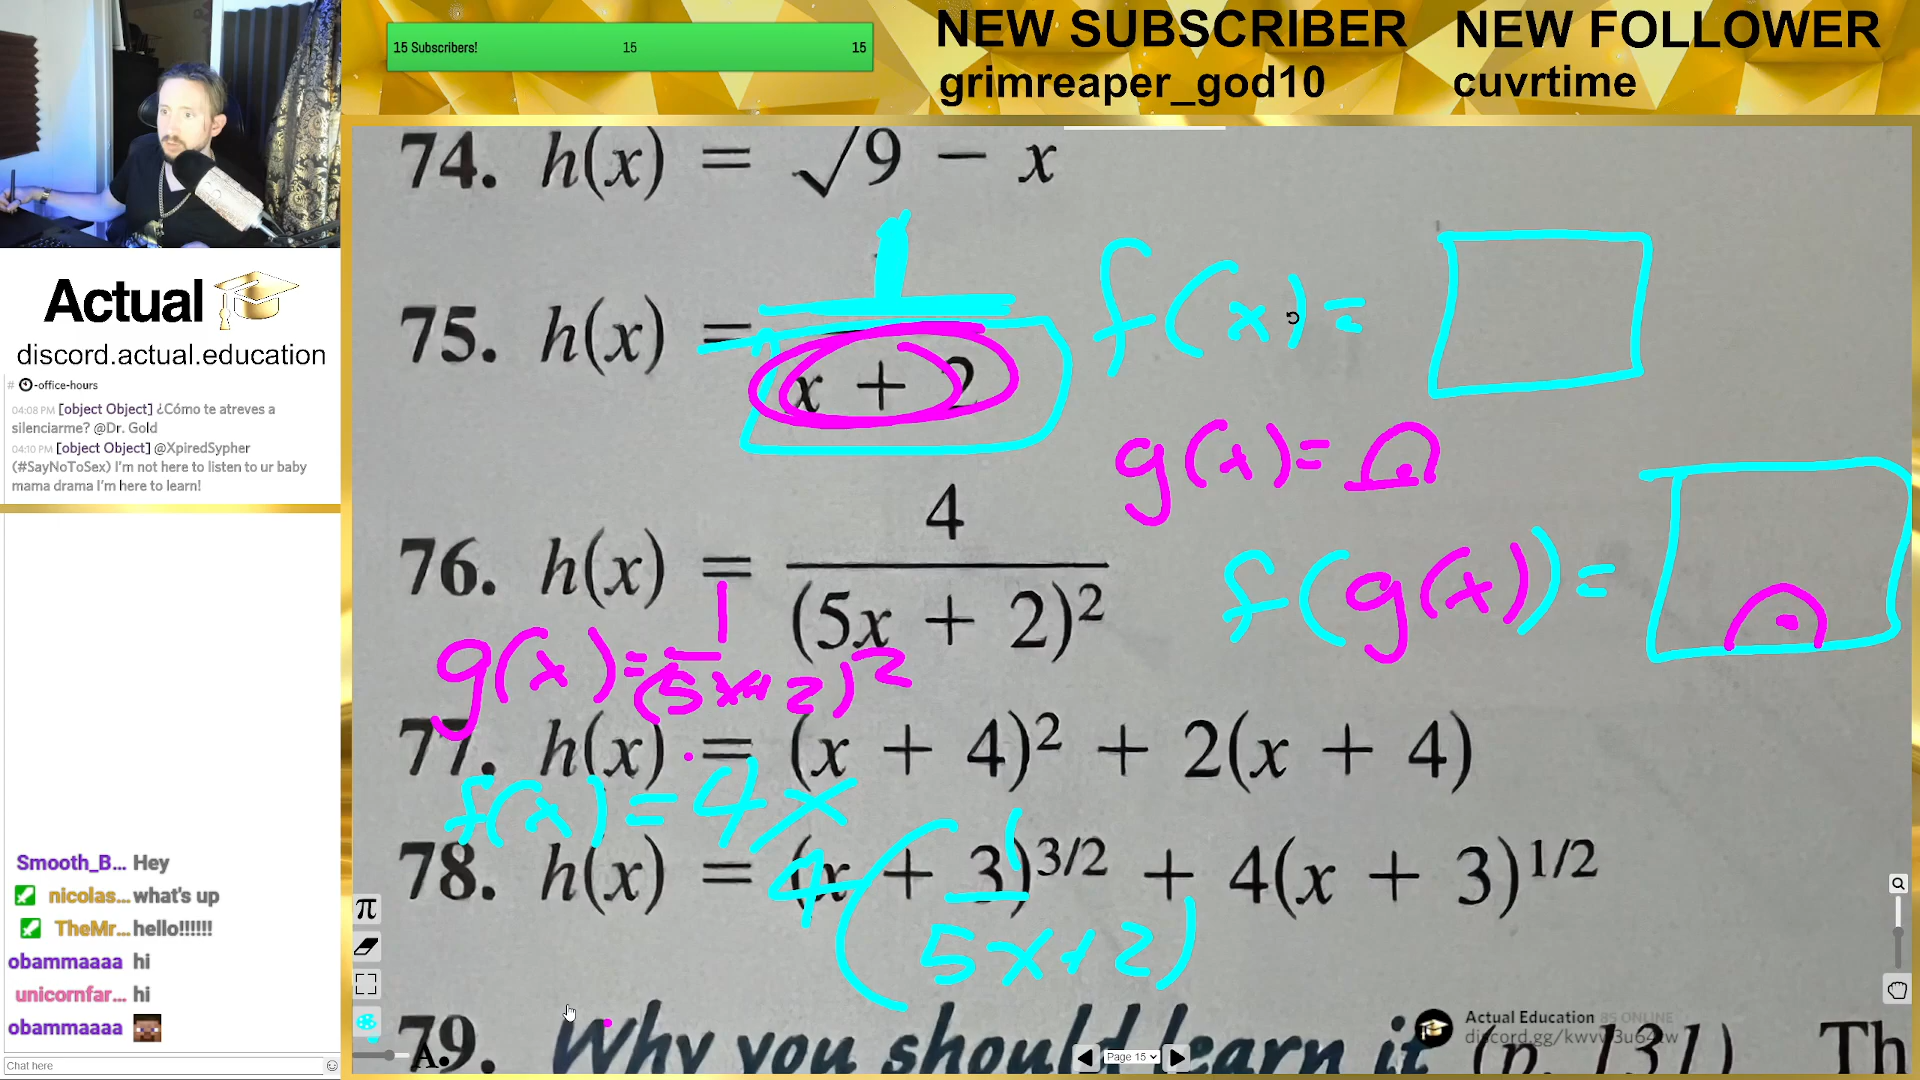 15 Subscribers! 15 15
NEW SUBSCRIBER
grimreaper_god10
NEW FOLLOWER
cuvrtime
Actual
discord.actual.education
# -office-hours
04:08 PM [object Object] ¿Cómo te atreves a
silenciarme? @Dr. Gold
04:10 PM [object Object] @XpiredSypher
(#SayNoToSex) I'm not here to listen to ur baby
mama drama I'm here to learn!
Smooth_B... Hey
nicolas... what's up
TheMr... hello!!!!!!
obammaaaa hi
unicornfar... hi
obammaaaa
Chat here
74. h(x) = √9 − x
75. h(x) = 1
x + 2
f(x) =
g(x) =
76. h(x) = 4
(5x + 2)²
f(g(x)) =
g(x) = 1
(5x+2)²
77. h(x) = (x + 4)² + 2(x + 4)
f(x) = 4x
78. h(x) = (x + 3)^3/2 + 4(x + 3)^1/2
4(1
5x+2)
79. Why you should learn it (p. 131) Th
A.
π
Page 15
Actual Education 85 ONLINE